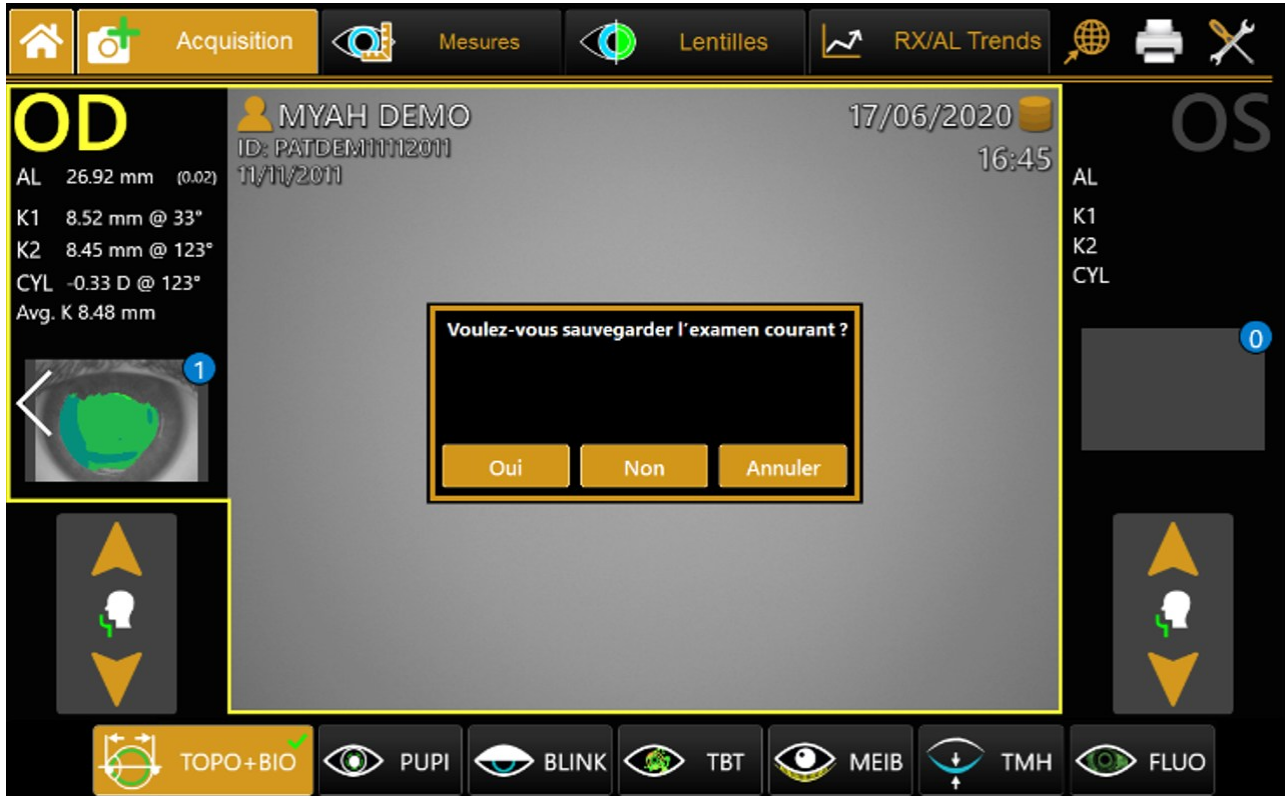 Acquisition
Mesures
Lentilles
RX/AL Trends
OD
AL 26.92 mm (0.02)
K1 8.52 mm @ 33°
K2 8.45 mm @ 123°
CYL -0.33 D @ 123°
Avg. K 8.48 mm
1
MYAH DEMO
ID: PATDEM11112011
11/11/2011
17/06/2020
16:45
OS
AL
K1
K2
CYL
0
Voulez-vous sauvegarder l'examen courant ?
Oui
Non
Annuler
TOPO+BIO
PUPI
BLINK
TBT
MEIB
TMH
FLUO